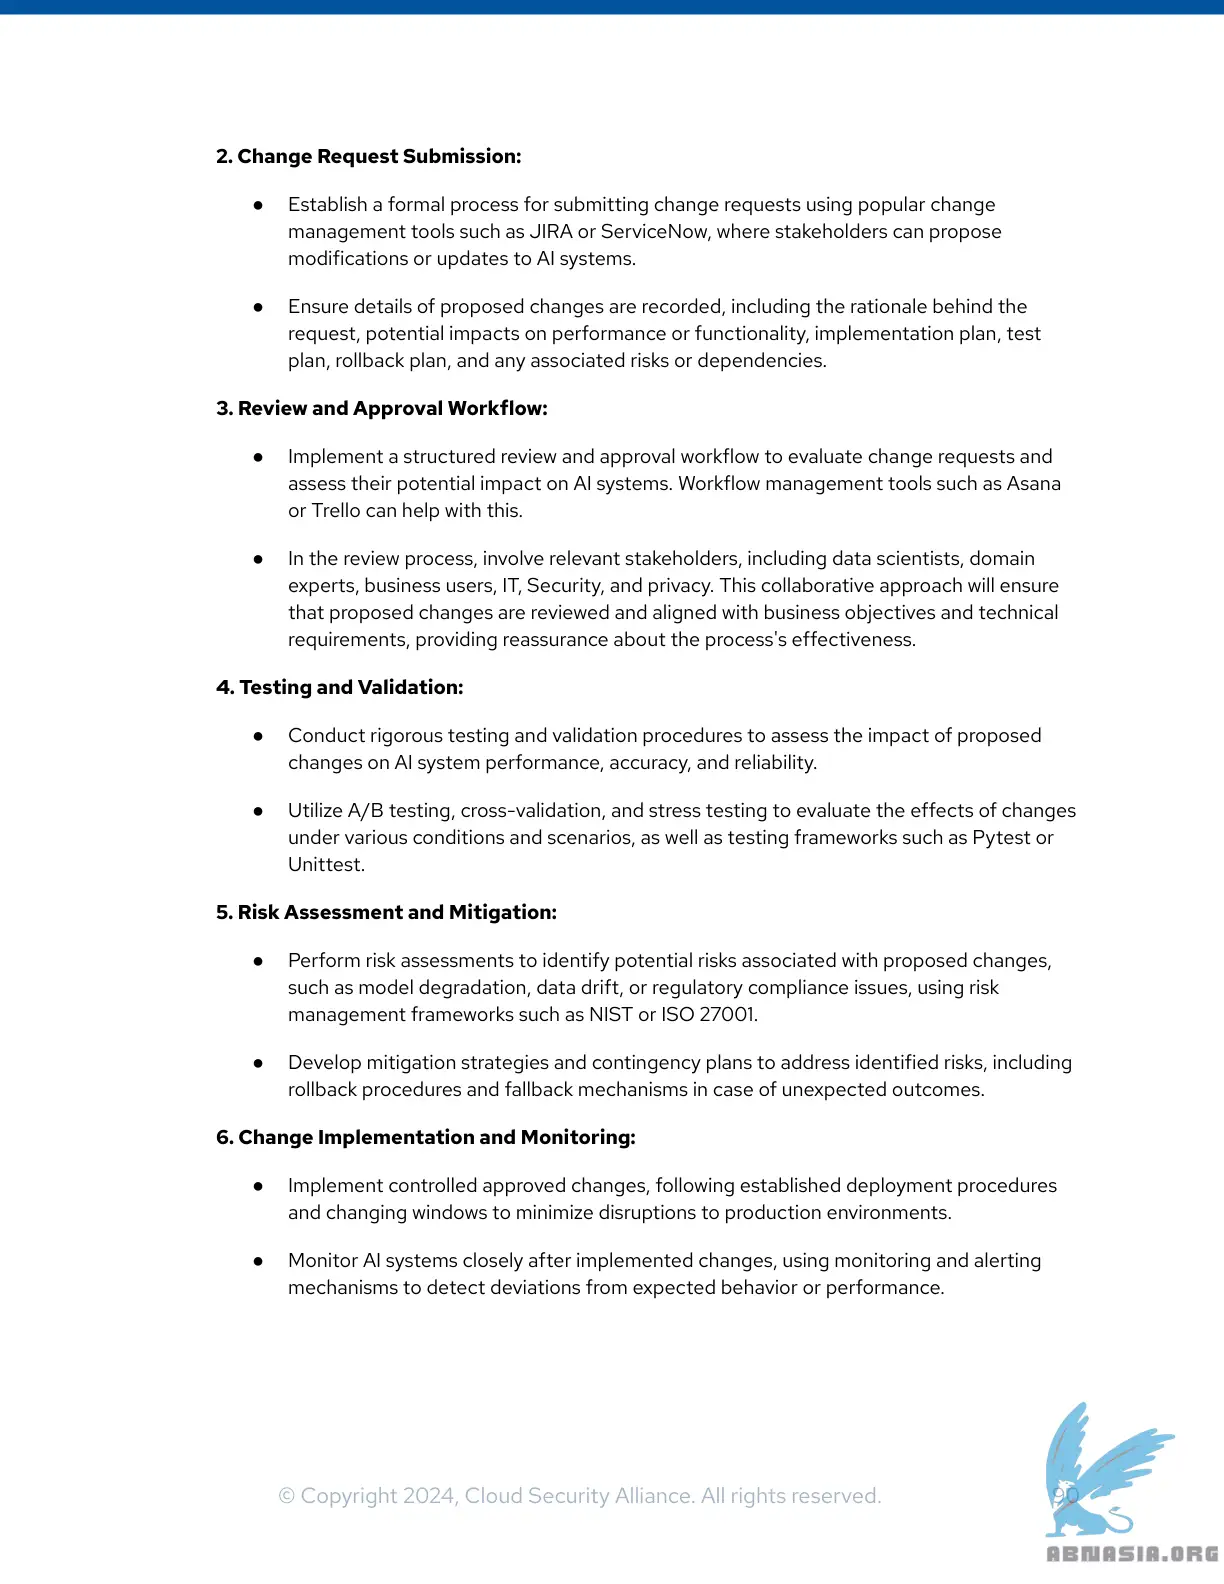 2. Change Request Submission:
● Establish a formal process for submitting change requests using popular change
management tools such as JIRA or ServiceNow, where stakeholders can propose
modifications or updates to AI systems.
● Ensure details of proposed changes are recorded, including the rationale behind the
request, potential impacts on performance or functionality, implementation plan, test
plan, rollback plan, and any associated risks or dependencies.
3. Review and Approval Workflow:
● Implement a structured review and approval workflow to evaluate change requests and
assess their potential impact on AI systems. Workflow management tools such as Asana
or Trello can help with this.
● In the review process, involve relevant stakeholders, including data scientists, domain
experts, business users, IT, Security, and privacy. This collaborative approach will ensure
that proposed changes are reviewed and aligned with business objectives and technical
requirements, providing reassurance about the process's effectiveness.
4. Testing and Validation:
● Conduct rigorous testing and validation procedures to assess the impact of proposed
changes on AI system performance, accuracy, and reliability.
● Utilize A/B testing, cross-validation, and stress testing to evaluate the effects of changes
under various conditions and scenarios, as well as testing frameworks such as Pytest or
Unittest.
5. Risk Assessment and Mitigation:
● Perform risk assessments to identify potential risks associated with proposed changes,
such as model degradation, data drift, or regulatory compliance issues, using risk
management frameworks such as NIST or ISO 27001.
● Develop mitigation strategies and contingency plans to address identified risks, including
rollback procedures and fallback mechanisms in case of unexpected outcomes.
6. Change Implementation and Monitoring:
● Implement controlled approved changes, following established deployment procedures
and changing windows to minimize disruptions to production environments.
● Monitor AI systems closely after implemented changes, using monitoring and alerting
mechanisms to detect deviations from expected behavior or performance.
© Copyright 2024, Cloud Security Alliance. All rights reserved.
90
ABNASIA.ORG